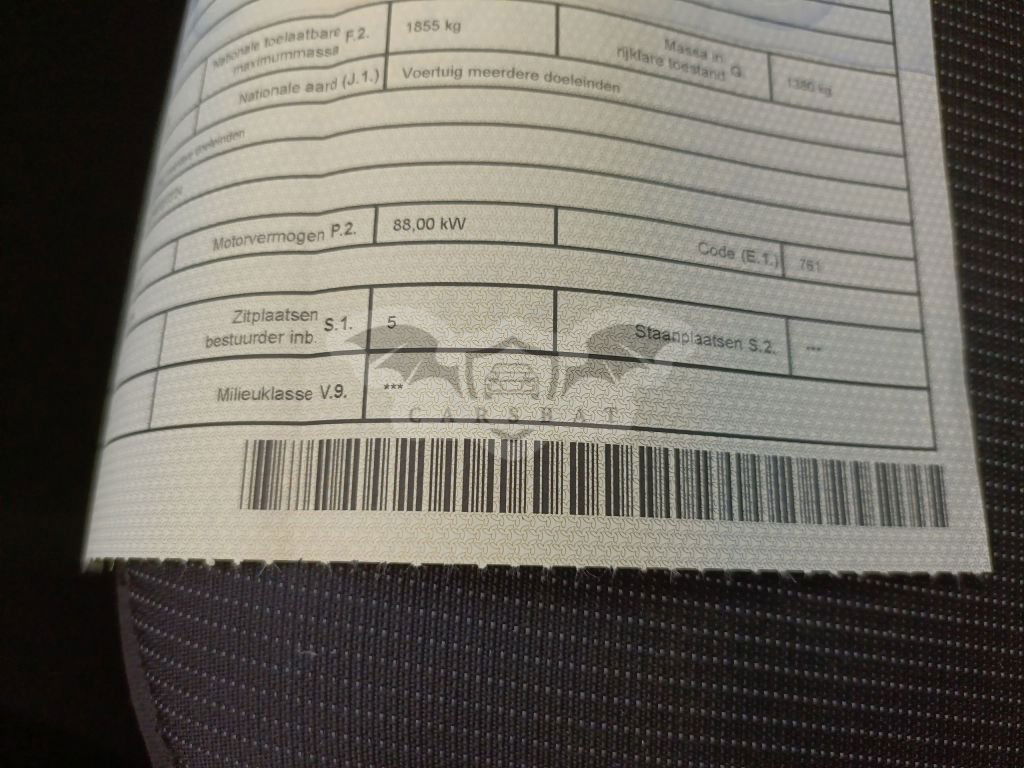 Nationale toelaatbare F.2. 1855 kg
maximummassa
Massa in G.
rijklare toestand
1380 kg
Nationale aard (J.1.) Voertuig meerdere doeleinden
doeleinden
Motorvermogen P.2. 88,00 kW Code (E.1.) 761
Zitplaatsen S.1. 5 Staanplaatsen S.2. ---
bestuurder inb.
Milieuklasse V.9. ***
CARSBAT